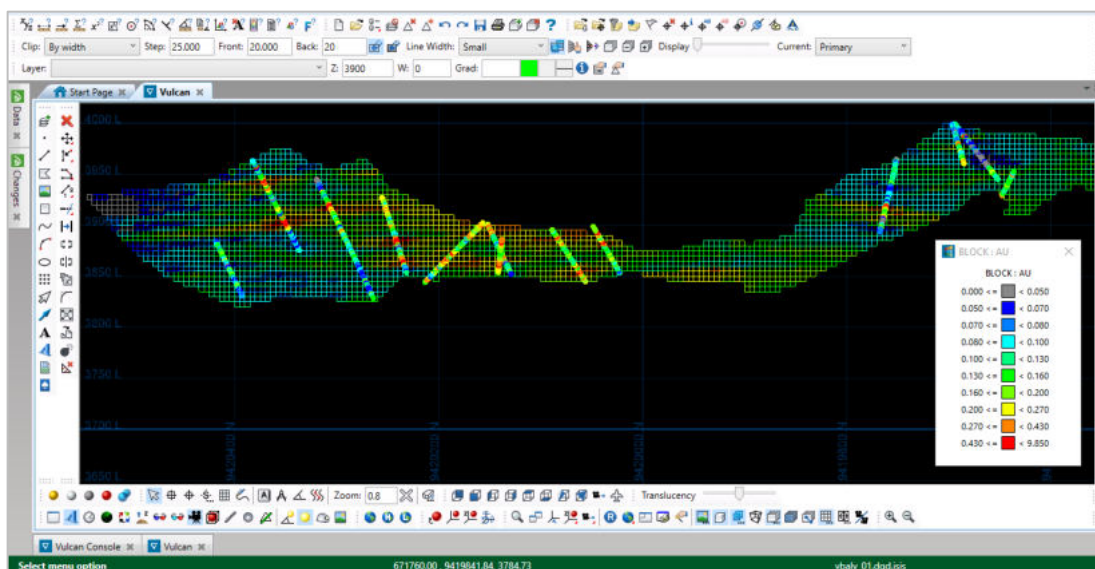 Clip: By width Step: 25.000 Front: 20.000 Back: 20 Line Width: Small Display Current: Primary
Layer: Z: 3900 W: 0 Grad:
Data
Changes
Start Page Vulcan
4000 L
3950 L
3900 L
3850 L
3800 L
3750 L
3700 L
3650 L
9420400 N
9420200 N
9420000 N
9419800 N
BLOCK : AU
BLOCK : AU
0.000 <= < 0.050
0.050 <= < 0.070
0.070 <= < 0.080
0.080 <= < 0.100
0.100 <= < 0.130
0.130 <= < 0.160
0.160 <= < 0.200
0.200 <= < 0.270
0.270 <= < 0.430
0.430 <= < 9.850
Zoom: 0.8 Translucency
Vulcan Console Vulcan
Select menu option 671760.00, 9419841.84, 3784.73 vbaly_01.dgd.isis